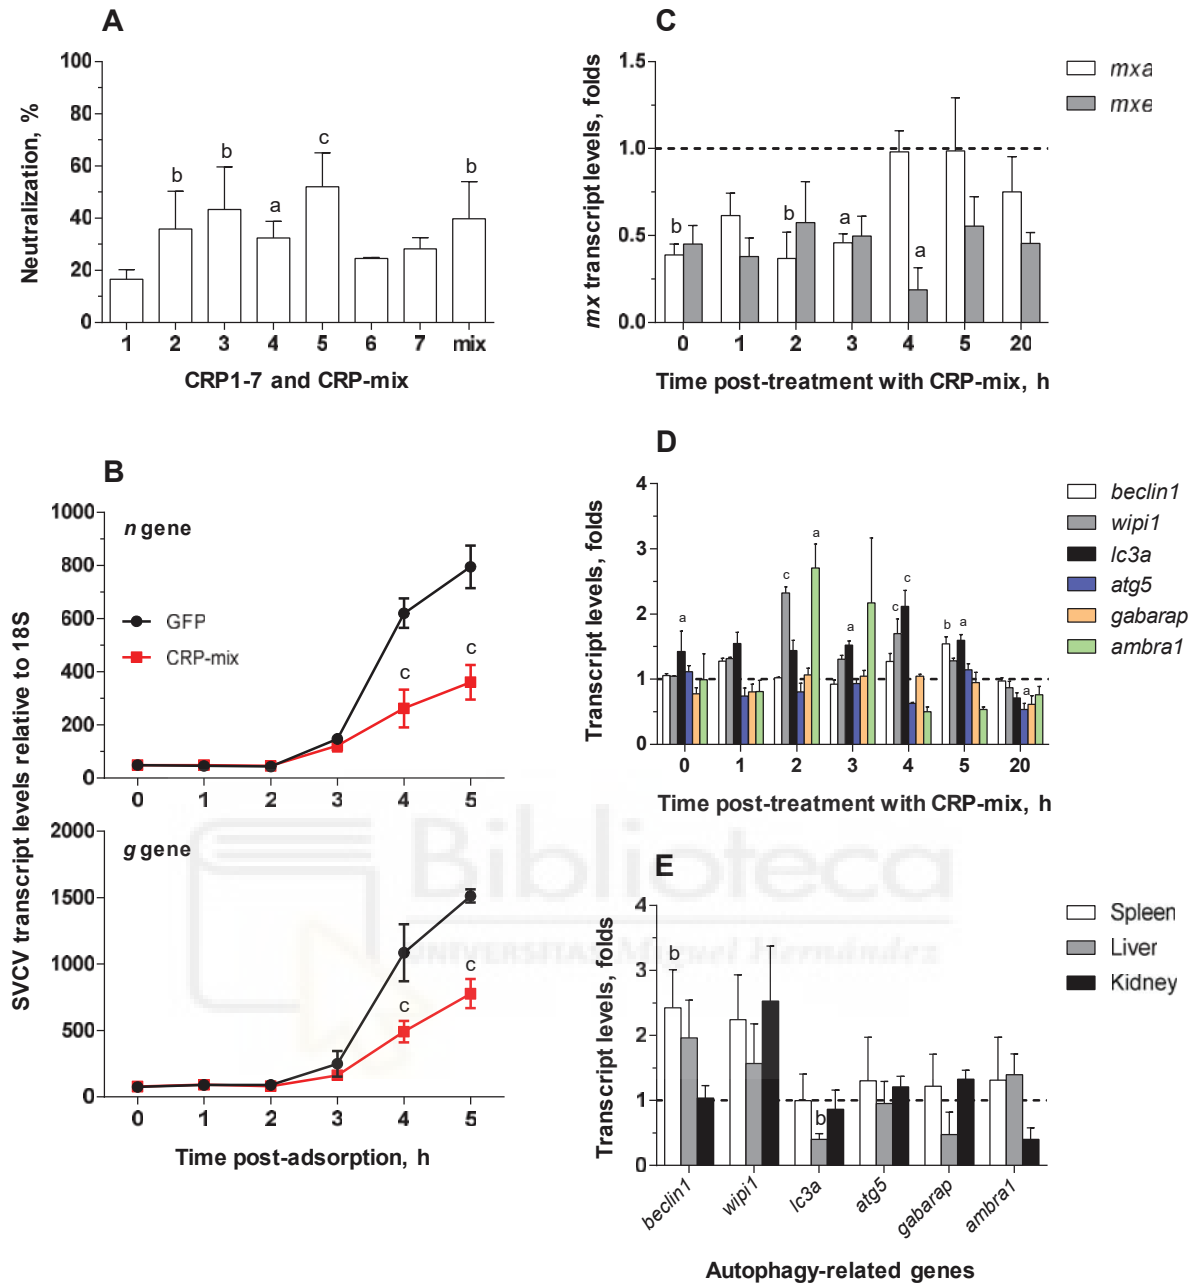 A
100
80
60
40
20
0
Neutralization, %
b
b
a
c
b
1 2 3 4 5 6 7 mix
CRP1-7 and CRP-mix
C
1.5
1.0
0.5
0.0
mx transcript levels, folds
mxa
mxe
b
b
a
a
0 1 2 3 4 5 20
Time post-treatment with CRP-mix, h
B
SVCV transcript levels relative to 18S
1000
800
600
400
200
0
n gene
GFP
CRP-mix
c
c
0 1 2 3 4 5
2000
1500
1000
500
0
g gene
c
c
0 1 2 3 4 5
Time post-adsorption, h
D
4
3
2
1
0
Transcript levels, folds
beclin1
wipi1
lc3a
atg5
gabarap
ambra1
a
c
a
a
c
c
b
a
a
0 1 2 3 4 5 20
Time post-treatment with CRP-mix, h
Biblioteca
UNIVERSITAS Miguel Hernández
E
4
3
2
1
0
Transcript levels, folds
Spleen
Liver
Kidney
b
b
beclin1 wipi1 lc3a atg5 gabarap ambra1
Autophagy-related genes